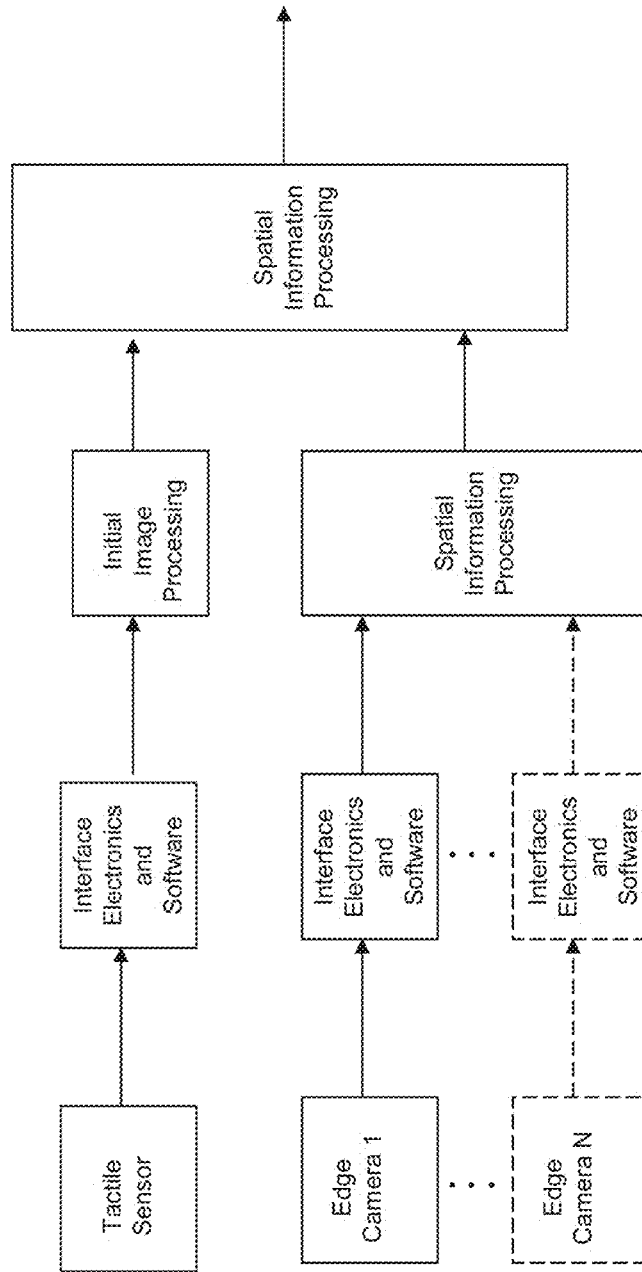 Tactile
Sensor
Interface
Electronics
and
Software
Initial
Image
Processing
Spatial
Information
Processing
Edge
Camera 1
Interface
Electronics
and
Software
Spatial
Information
Processing
Edge
Camera N
Interface
Electronics
and
Software